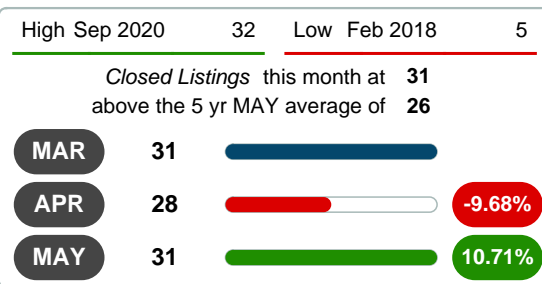 High Sep 2020 32 Low Feb 2018 5
Closed Listings this month at 31
above the 5 yr MAY average of 26
MAR 31
APR 28 -9.68%
MAY 31 10.71%